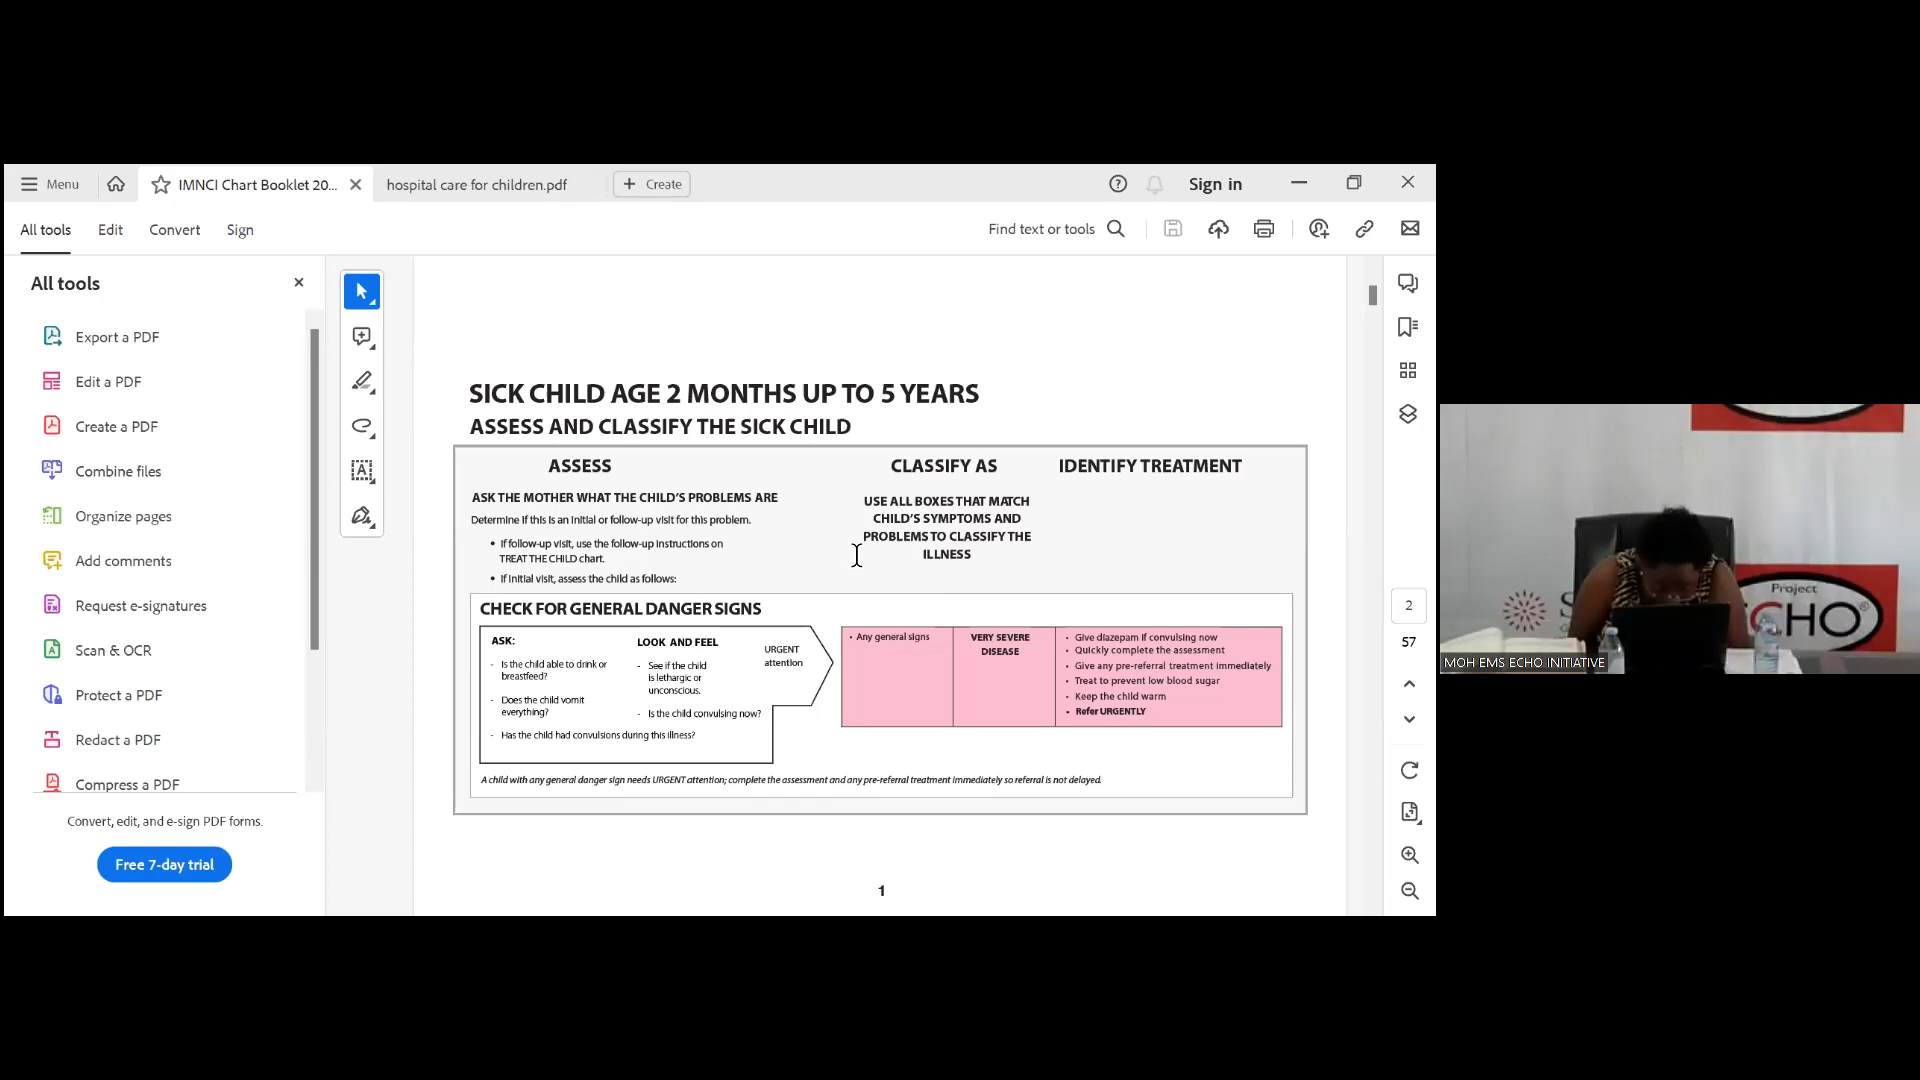 Menu
IMNCI Chart Booklet 20...
hospital care for children.pdf
Create
Sign in
All tools
Edit
Convert
Sign
Find text or tools
All tools
Export a PDF
Edit a PDF
Create a PDF
Combine files
Organize pages
Add comments
Request e-signatures
Scan & OCR
Protect a PDF
Redact a PDF
Compress a PDF
Convert, edit, and e-sign PDF forms.
Free 7-day trial
SICK CHILD AGE 2 MONTHS UP TO 5 YEARS
ASSESS AND CLASSIFY THE SICK CHILD
ASSESS
CLASSIFY AS
IDENTIFY TREATMENT
ASK THE MOTHER WHAT THE CHILD'S PROBLEMS ARE
Determine if this is an initial or follow-up visit for this problem.
• If follow-up visit, use the follow-up instructions on
TREAT THE CHILD chart.
• If initial visit, assess the child as follows:
USE ALL BOXES THAT MATCH
CHILD'S SYMPTOMS AND
PROBLEMS TO CLASSIFY THE
ILLNESS
CHECK FOR GENERAL DANGER SIGNS
ASK:
- Is the child able to drink or
breastfeed?
- Does the child vomit
everything?
- Has the child had convulsions during this illness?
LOOK AND FEEL
- See if the child
is lethargic or
unconscious.
- Is the child convulsing now?
URGENT
attention
• Any general signs
VERY SEVERE
DISEASE
• Give diazepam if convulsing now
• Quickly complete the assessment
• Give any pre-referral treatment immediately
• Treat to prevent low blood sugar
• Keep the child warm
• Refer URGENTLY
A child with any general danger sign needs URGENT attention; complete the assessment and any pre-referral treatment immediately so referral is not delayed.
1
2
57
Project
ECHO®
MOH EMS ECHO INITIATIVE